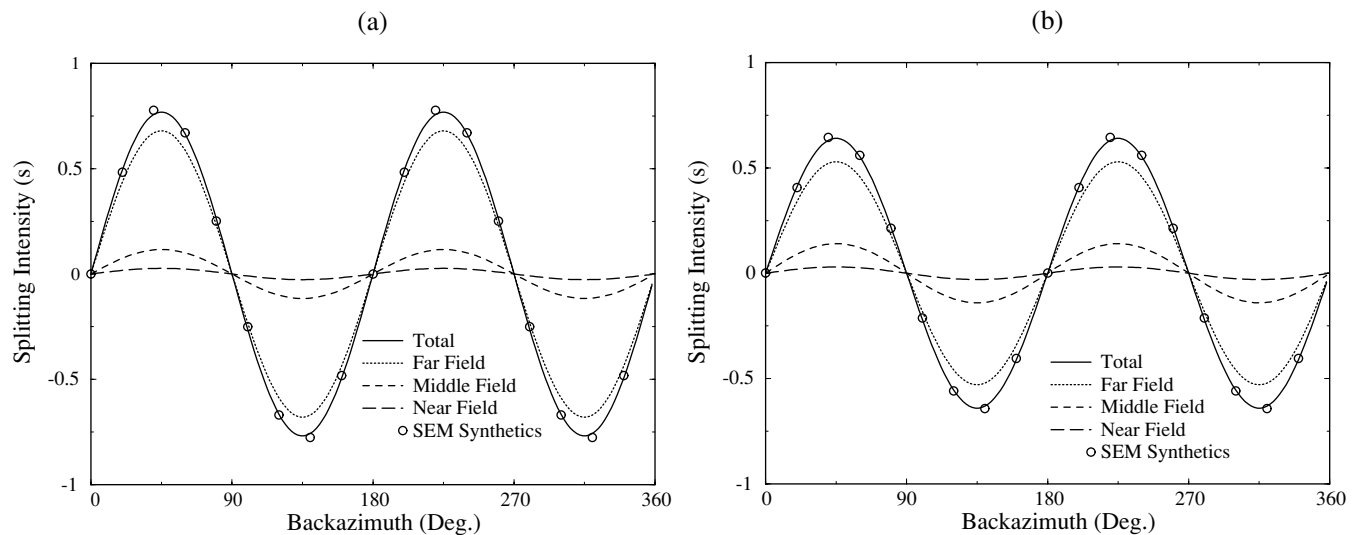 (a)
1
0.5
0
-0.5
-1
Splitting Intensity (s)
Total
Far Field
Middle Field
Near Field
SEM Synthetics
0 90 180 270 360
Backazimuth (Deg.)
(b)
1
0.5
0
-0.5
-1
Splitting Intensity (s)
Total
Far Field
Middle Field
Near Field
SEM Synthetics
0 90 180 270 360
Backazimuth (Deg.)